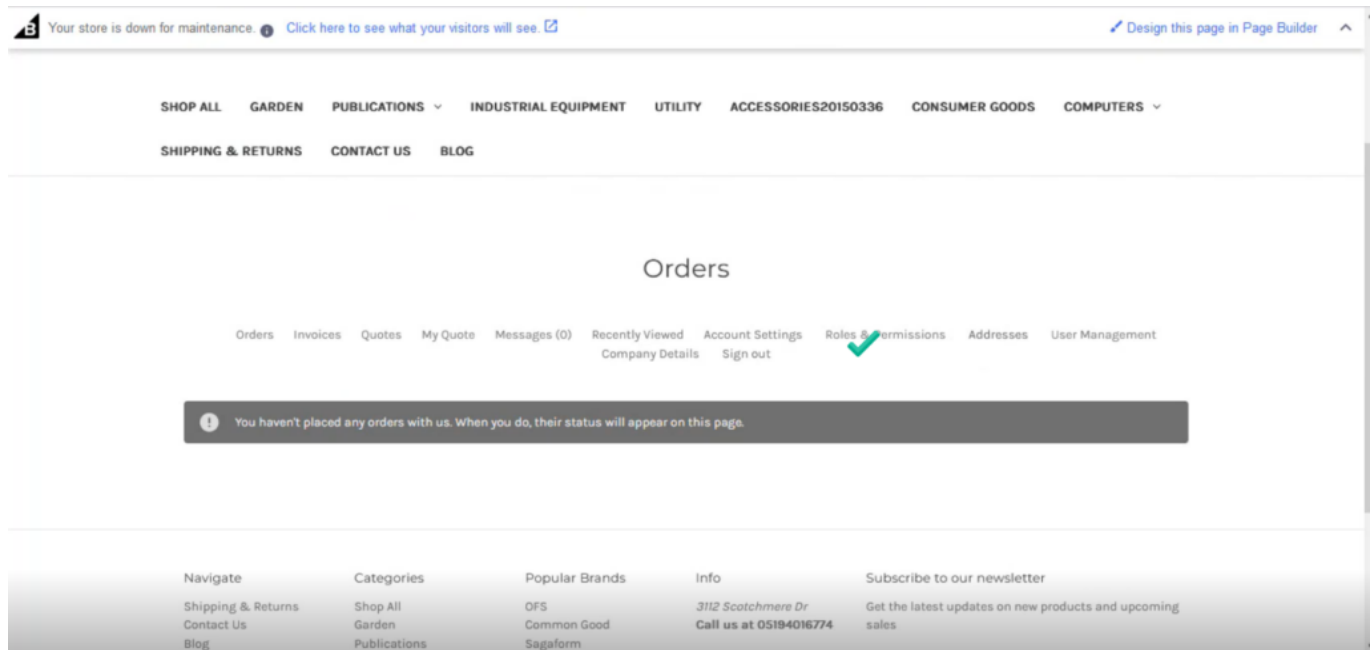 Your store is down for maintenance. Click here to see what your visitors will see. Design this page in Page Builder
SHOP ALL GARDEN PUBLICATIONS INDUSTRIAL EQUIPMENT UTILITY ACCESSORIES20150336 CONSUMER GOODS COMPUTERS
SHIPPING & RETURNS CONTACT US BLOG
Orders
Orders Invoices Quotes My Quote Messages (0) Recently Viewed Account Settings Roles & Permissions Addresses User Management
Company Details Sign out
You haven't placed any orders with us. When you do, their status will appear on this page.
Navigate Categories Popular Brands Info Subscribe to our newsletter
Shipping & Returns Shop All OFS 3112 Scotchmere Dr Get the latest updates on new products and upcoming
Contact Us Garden Common Good Call us at 05194016774 sales
Blog Publications Sagaform